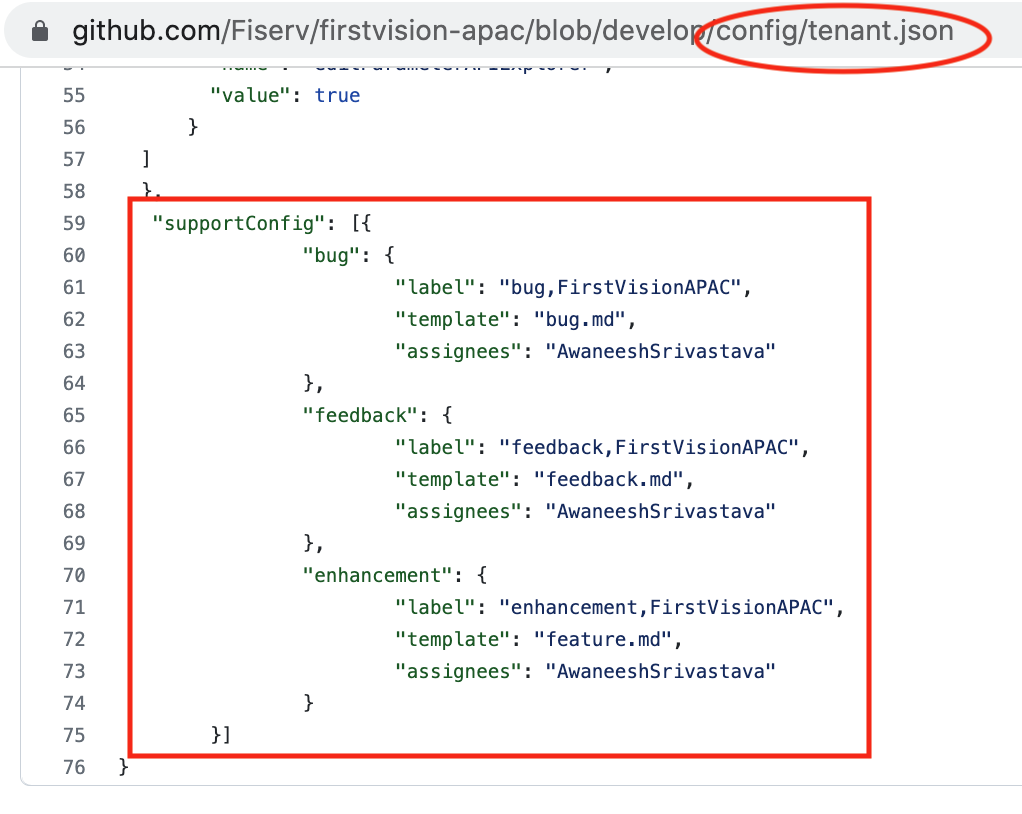 github.com/Fiserv/firstvision-apac/blob/develop/config/tenant.json
55 "value": true
56 }
57 ]
58 },
59 "supportConfig": [{
60 "bug": {
61 "label": "bug,FirstVisionAPAC",
62 "template": "bug.md",
63 "assignees": "AwaneeshSrivastava"
64 },
65 "feedback": {
66 "label": "feedback,FirstVisionAPAC",
67 "template": "feedback.md",
68 "assignees": "AwaneeshSrivastava"
69 },
70 "enhancement": {
71 "label": "enhancement,FirstVisionAPAC",
72 "template": "feature.md",
73 "assignees": "AwaneeshSrivastava"
74 }
75 }]
76 }